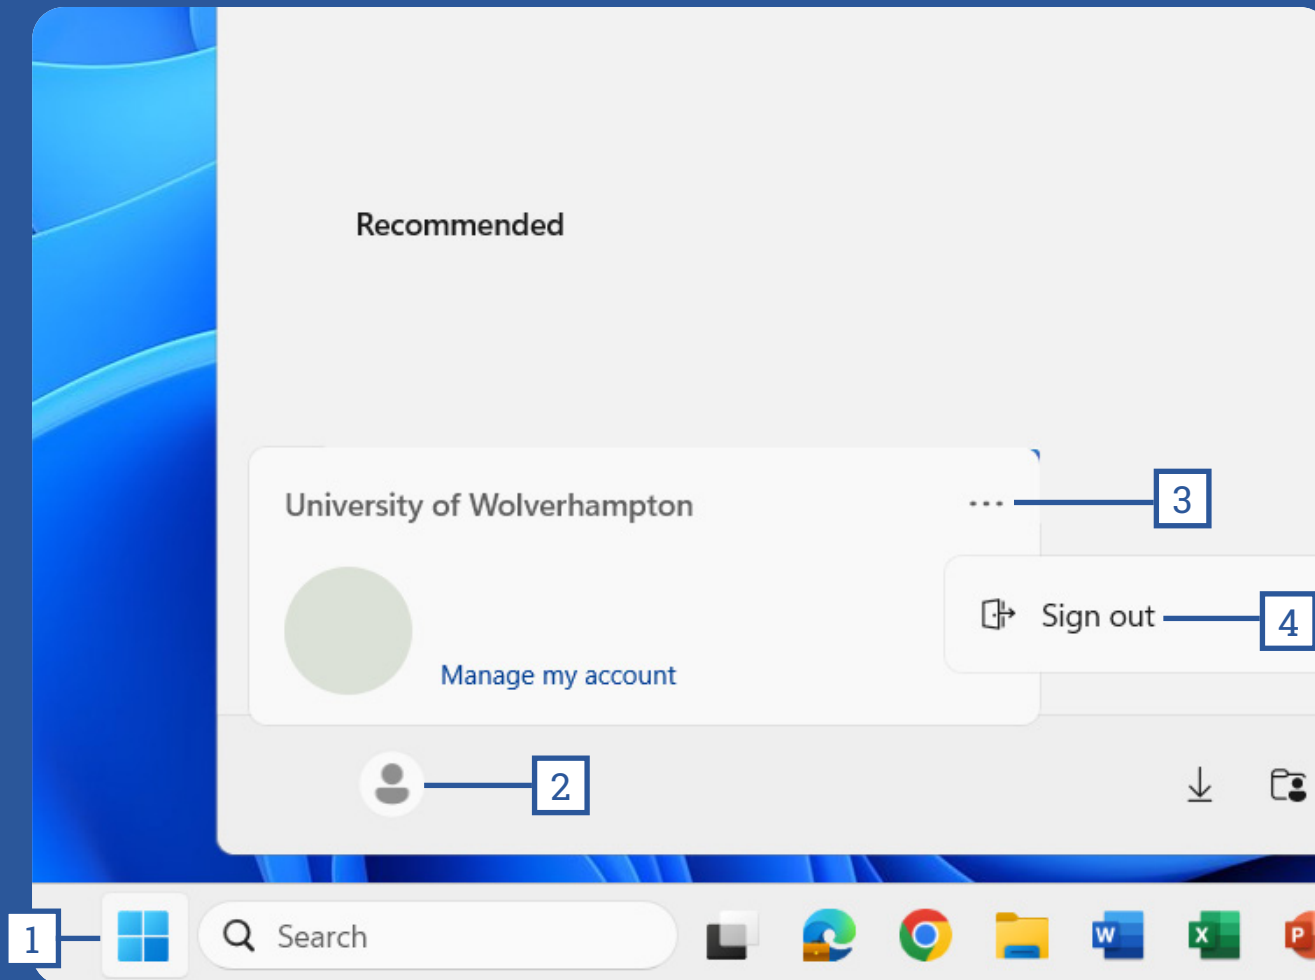 Recommended
University of Wolverhampton
...
3
Sign out
4
Manage my account
2
1
Search
W
X
P